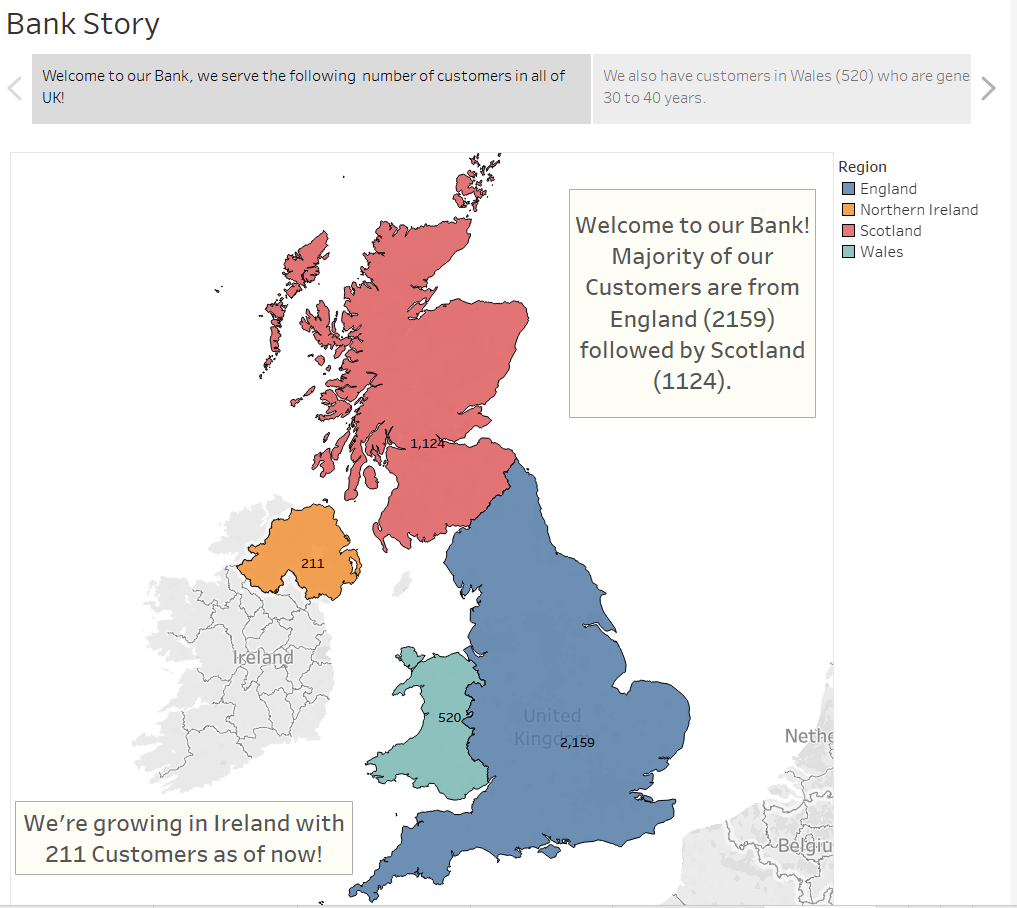 Bank Story
Welcome to our Bank, we serve the following number of customers in all of
UK!
We also have customers in Wales (520) who are gene
30 to 40 years.
Region
England
Northern Ireland
Scotland
Wales
Welcome to our Bank!
Majority of our
Customers are from
England (2159)
followed by Scotland
(1124).
1,124
211
Ireland
520
United
Kingdom
2,159
Nethe
Belgiu
We're growing in Ireland with
211 Customers as of now!